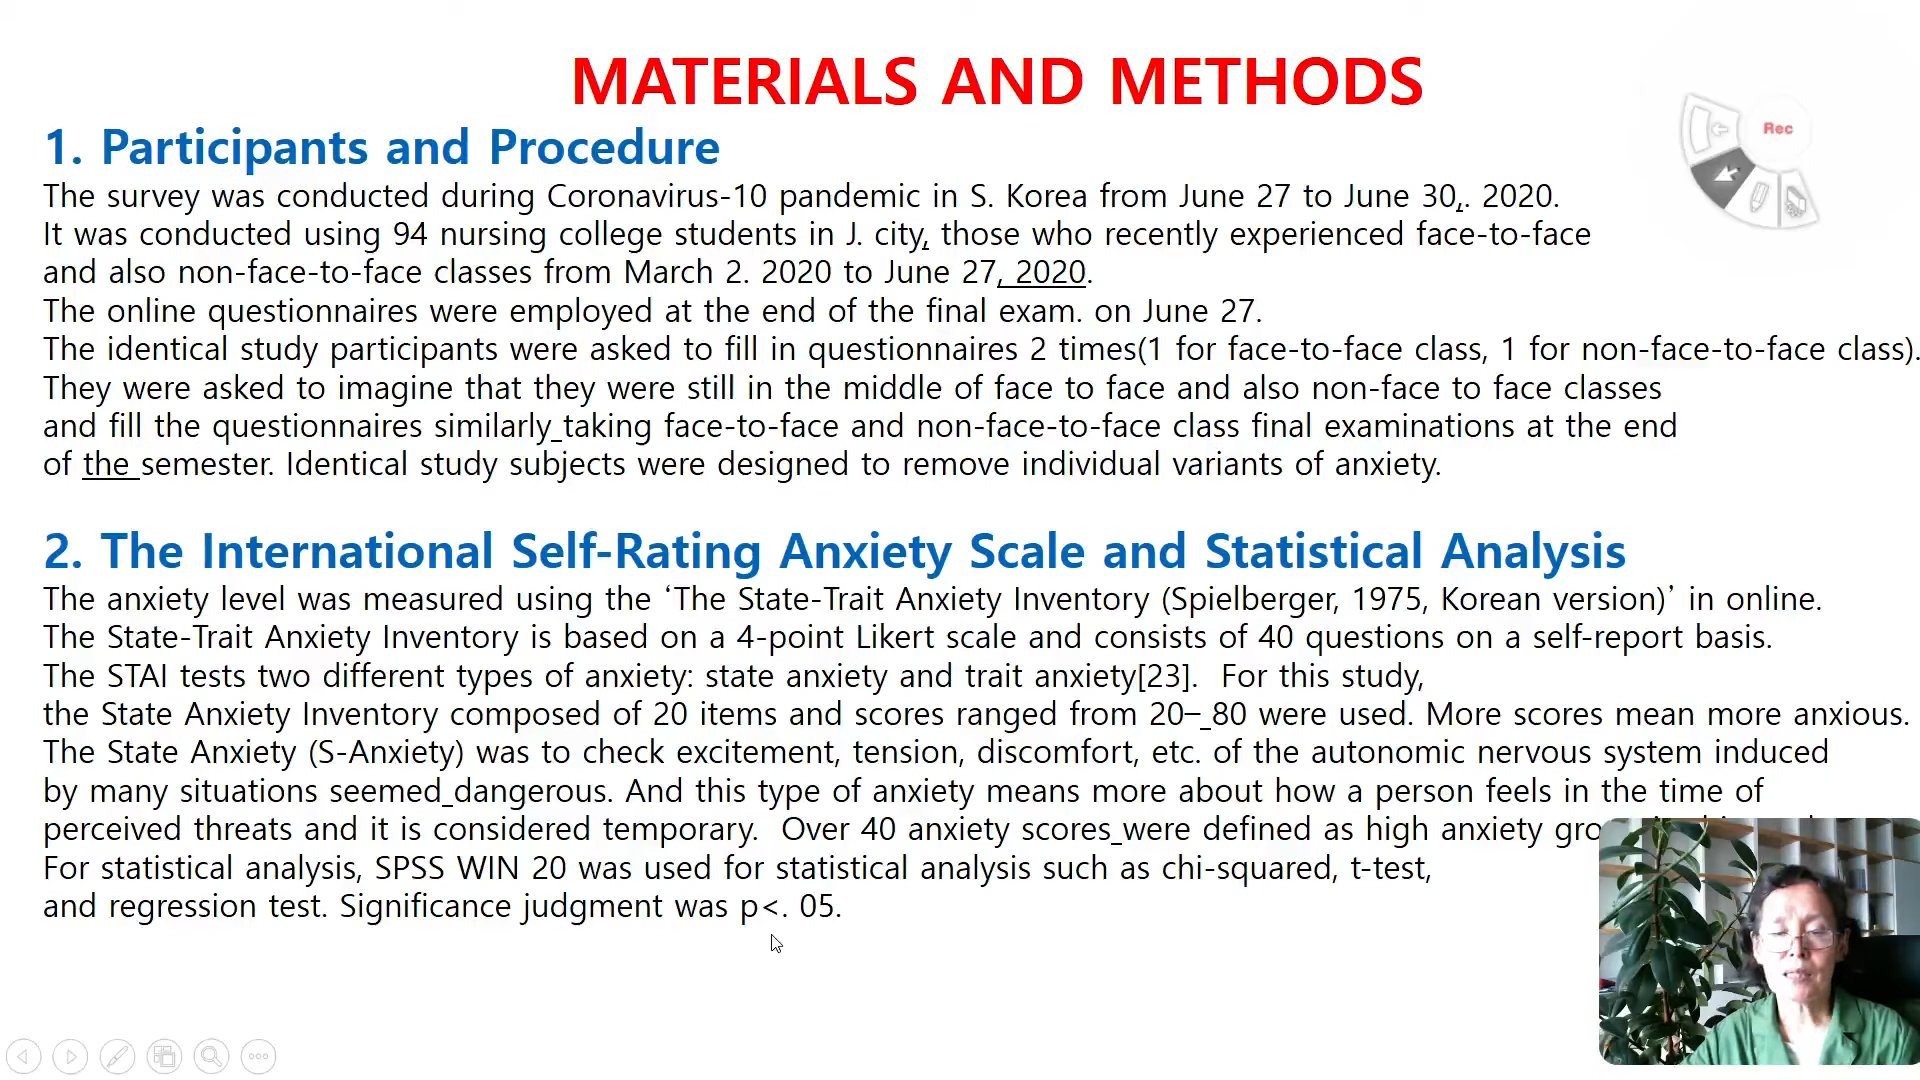 MATERIALS AND METHODS
Rec
1. Participants and Procedure
The survey was conducted during Coronavirus-10 pandemic in S. Korea from June 27 to June 30,. 2020.
It was conducted using 94 nursing college students in J. city, those who recently experienced face-to-face
and also non-face-to-face classes from March 2. 2020 to June 27, 2020.
The online questionnaires were employed at the end of the final exam. on June 27.
The identical study participants were asked to fill in questionnaires 2 times(1 for face-to-face class, 1 for non-face-to-face class).
They were asked to imagine that they were still in the middle of face to face and also non-face to face classes
and fill the questionnaires similarly taking face-to-face and non-face-to-face class final examinations at the end
of the semester. Identical study subjects were designed to remove individual variants of anxiety.
2. The International Self-Rating Anxiety Scale and Statistical Analysis
The anxiety level was measured using the ‘The State-Trait Anxiety Inventory (Spielberger, 1975, Korean version)’ in online.
The State-Trait Anxiety Inventory is based on a 4-point Likert scale and consists of 40 questions on a self-report basis.
The STAI tests two different types of anxiety: state anxiety and trait anxiety[23].  For this study,
the State Anxiety Inventory composed of 20 items and scores ranged from 20– 80 were used. More scores mean more anxious.
The State Anxiety (S-Anxiety) was to check excitement, tension, discomfort, etc. of the autonomic nervous system induced
by many situations seemed dangerous. And this type of anxiety means more about how a person feels in the time of
perceived threats and it is considered temporary.  Over 40 anxiety scores were defined as high anxiety
For statistical analysis, SPSS WIN 20 was used for statistical analysis such as chi-squared, t-test,
and regression test. Significance judgment was p<. 05.